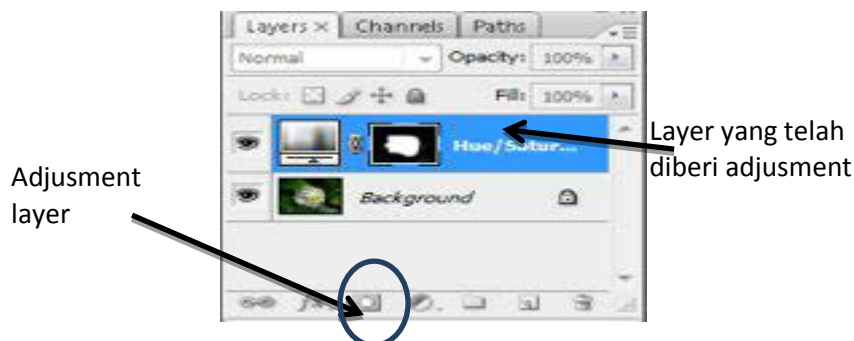 Layers × Channels Paths
Normal Opacity: 100%
Lock: Fill: 100%
Hue/Satur...
Layer yang telah
diberi adjusment
Adjusment
layer
Background
fx